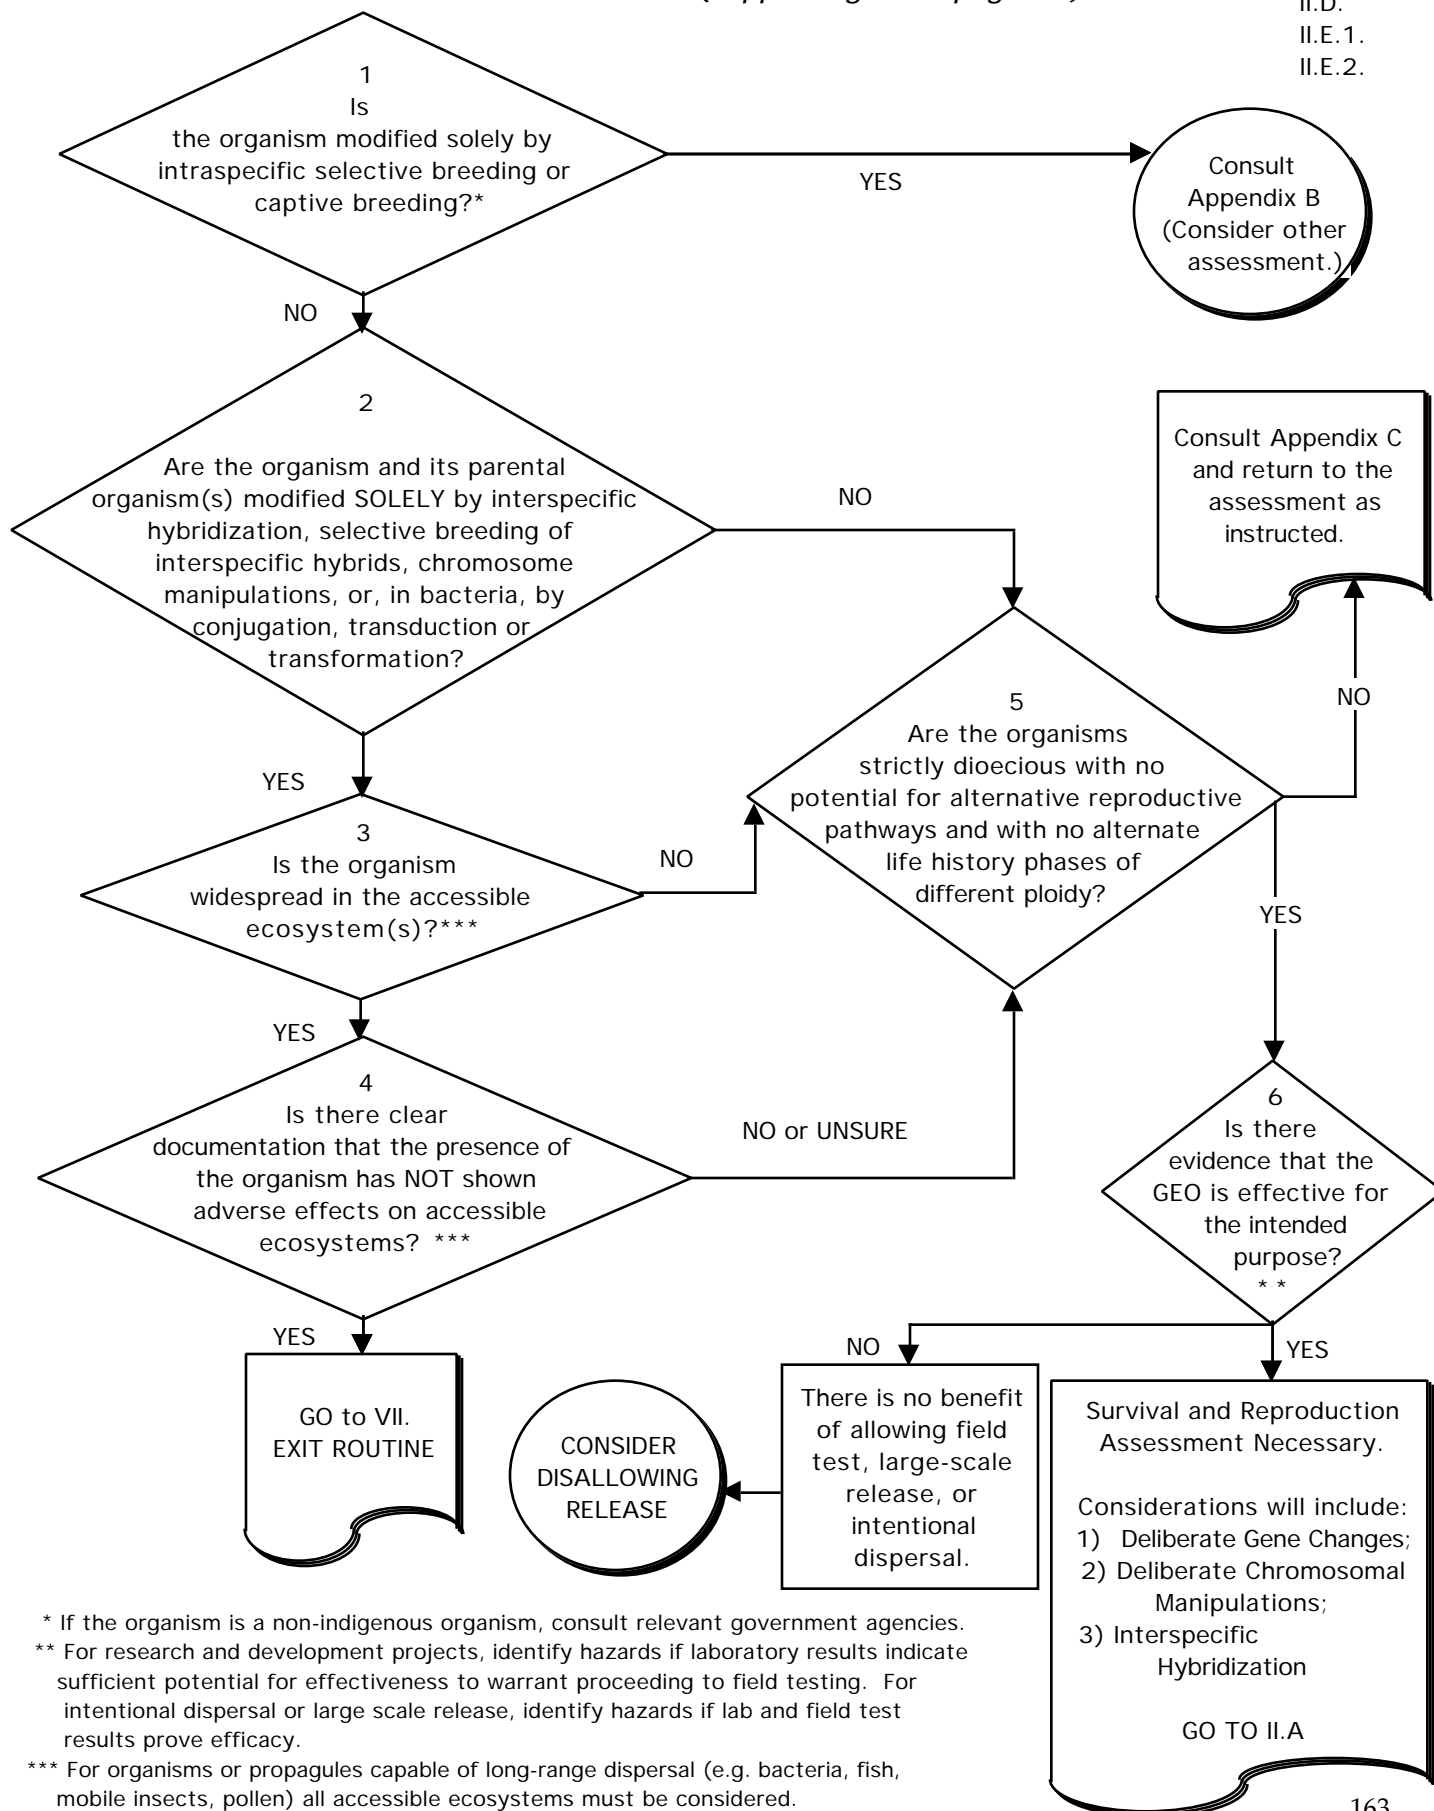 II.D.
II.E.1.
II.E.2.
1
Is
the organism modified solely by
intraspecific selective breeding or
captive breeding?*
YES
Consult
Appendix B
(Consider other
assessment.)
NO
2
Are the organism and its parental
organism(s) modified SOLELY by interspecific
hybridization, selective breeding of
interspecific hybrids, chromosome
manipulations, or, in bacteria, by
conjugation, transduction or
transformation?
NO
Consult Appendix C
and return to the
assessment as
instructed.
NO
5
Are the organisms
strictly dioecious with no
potential for alternative reproductive
pathways and with no alternate
life history phases of
different ploidy?
YES
YES
3
Is the organism
widespread in the accessible
ecosystem(s)?***
NO
YES
4
Is there clear
documentation that the presence of
the organism has NOT shown
adverse effects on accessible
ecosystems? ***
NO or UNSURE
6
Is there
evidence that the
GEO is effective for
the intended
purpose?
* *
YES
GO to VII.
EXIT ROUTINE
NO
YES
CONSIDER
DISALLOWING
RELEASE
There is no benefit
of allowing field
test, large-scale
release, or
intentional
dispersal.
Survival and Reproduction
Assessment Necessary.
Considerations will include:
1) Deliberate Gene Changes;
2) Deliberate Chromosomal
Manipulations;
3) Interspecific
Hybridization
GO TO II.A
* If the organism is a non-indigenous organism, consult relevant government agencies.
** For research and development projects, identify hazards if laboratory results indicate
sufficient potential for effectiveness to warrant proceeding to field testing. For
intentional dispersal or large scale release, identify hazards if lab and field test
results prove efficacy.
*** For organisms or propagules capable of long-range dispersal (e.g. bacteria, fish,
mobile insects, pollen) all accessible ecosystems must be considered.
163